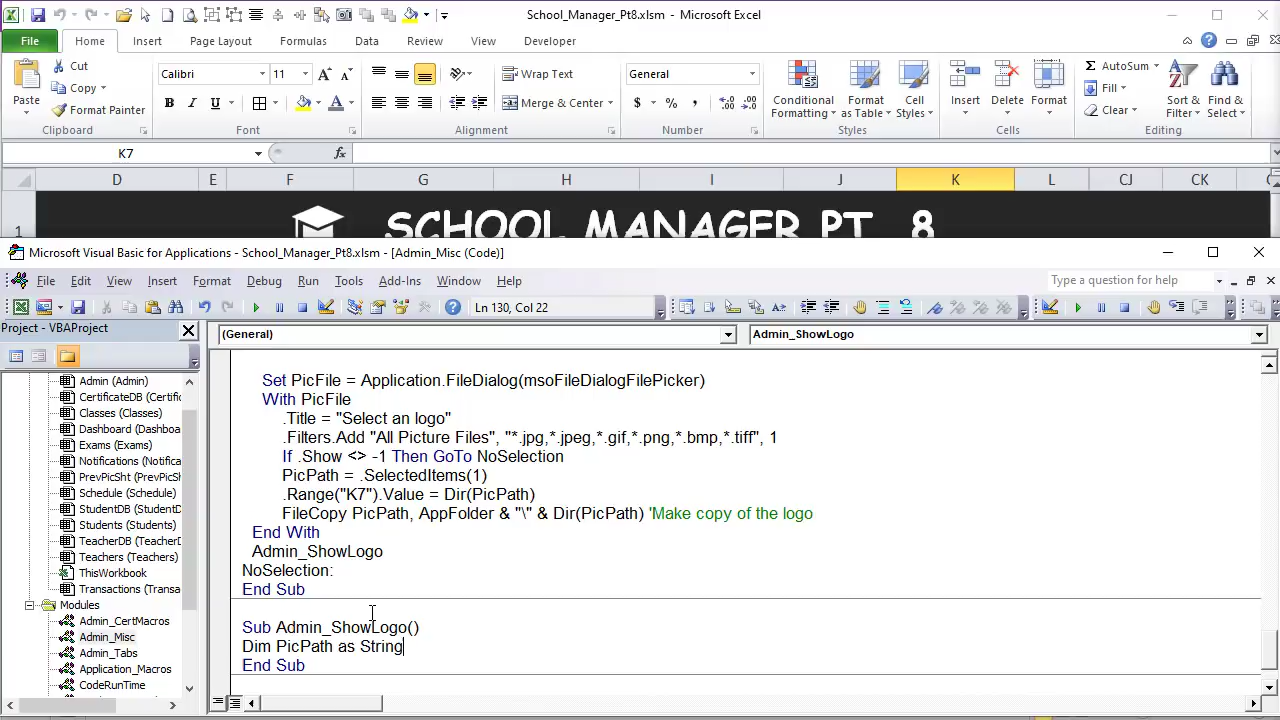 School_Manager_Pt8.xlsm - Microsoft Excel
File Home Insert Page Layout Formulas Data Review View Developer
Paste
Cut
Copy
Format Painter
Clipboard
Calibri 11
B I U
Font
Wrap Text
Merge & Center
Alignment
General
$ % ,
Number
Conditional Formatting
Format as Table
Cell Styles
Styles
Insert
Delete
Format
Cells
AutoSum
Fill
Clear
Sort & Filter
Find & Select
Editing
K7 fx
D E F G H I J K L CJ CK
1 SCHOOL MANAGER PT. 8
Microsoft Visual Basic for Applications - School_Manager_Pt8.xlsm - [Admin_Misc (Code)]
File Edit View Insert Format Debug Run Tools Add-Ins Window Help Type a question for help
Ln 130, Col 22
Project - VBAProject
(General) Admin_ShowLogo
Admin (Admin)
CertificateDB (Certific
Classes (Classes)
Dashboard (Dashboa
Exams (Exams)
Notifications (Notifica
PrevPicSht (PrevPicSh
Schedule (Schedule)
StudentDB (StudentD
Students (Students)
TeacherDB (TeacherD
Teachers (Teachers)
ThisWorkbook
Transactions (Transa
Modules
Admin_CertMacros
Admin_Misc
Admin_Tabs
Application_Macros
CodeRunTime
Set PicFile = Application.FileDialog(msoFileDialogFilePicker)
With PicFile
.Title = "Select an logo"
.Filters.Add "All Picture Files", "*.jpg,*.jpeg,*.gif,*.png,*.bmp,*.tiff", 1
If .Show <> -1 Then GoTo NoSelection
PicPath = .SelectedItems(1)
.Range("K7").Value = Dir(PicPath)
FileCopy PicPath, AppFolder & "\" & Dir(PicPath) 'Make copy of the logo
End With
Admin_ShowLogo
NoSelection:
End Sub
Sub Admin_ShowLogo()
Dim PicPath as String
End Sub